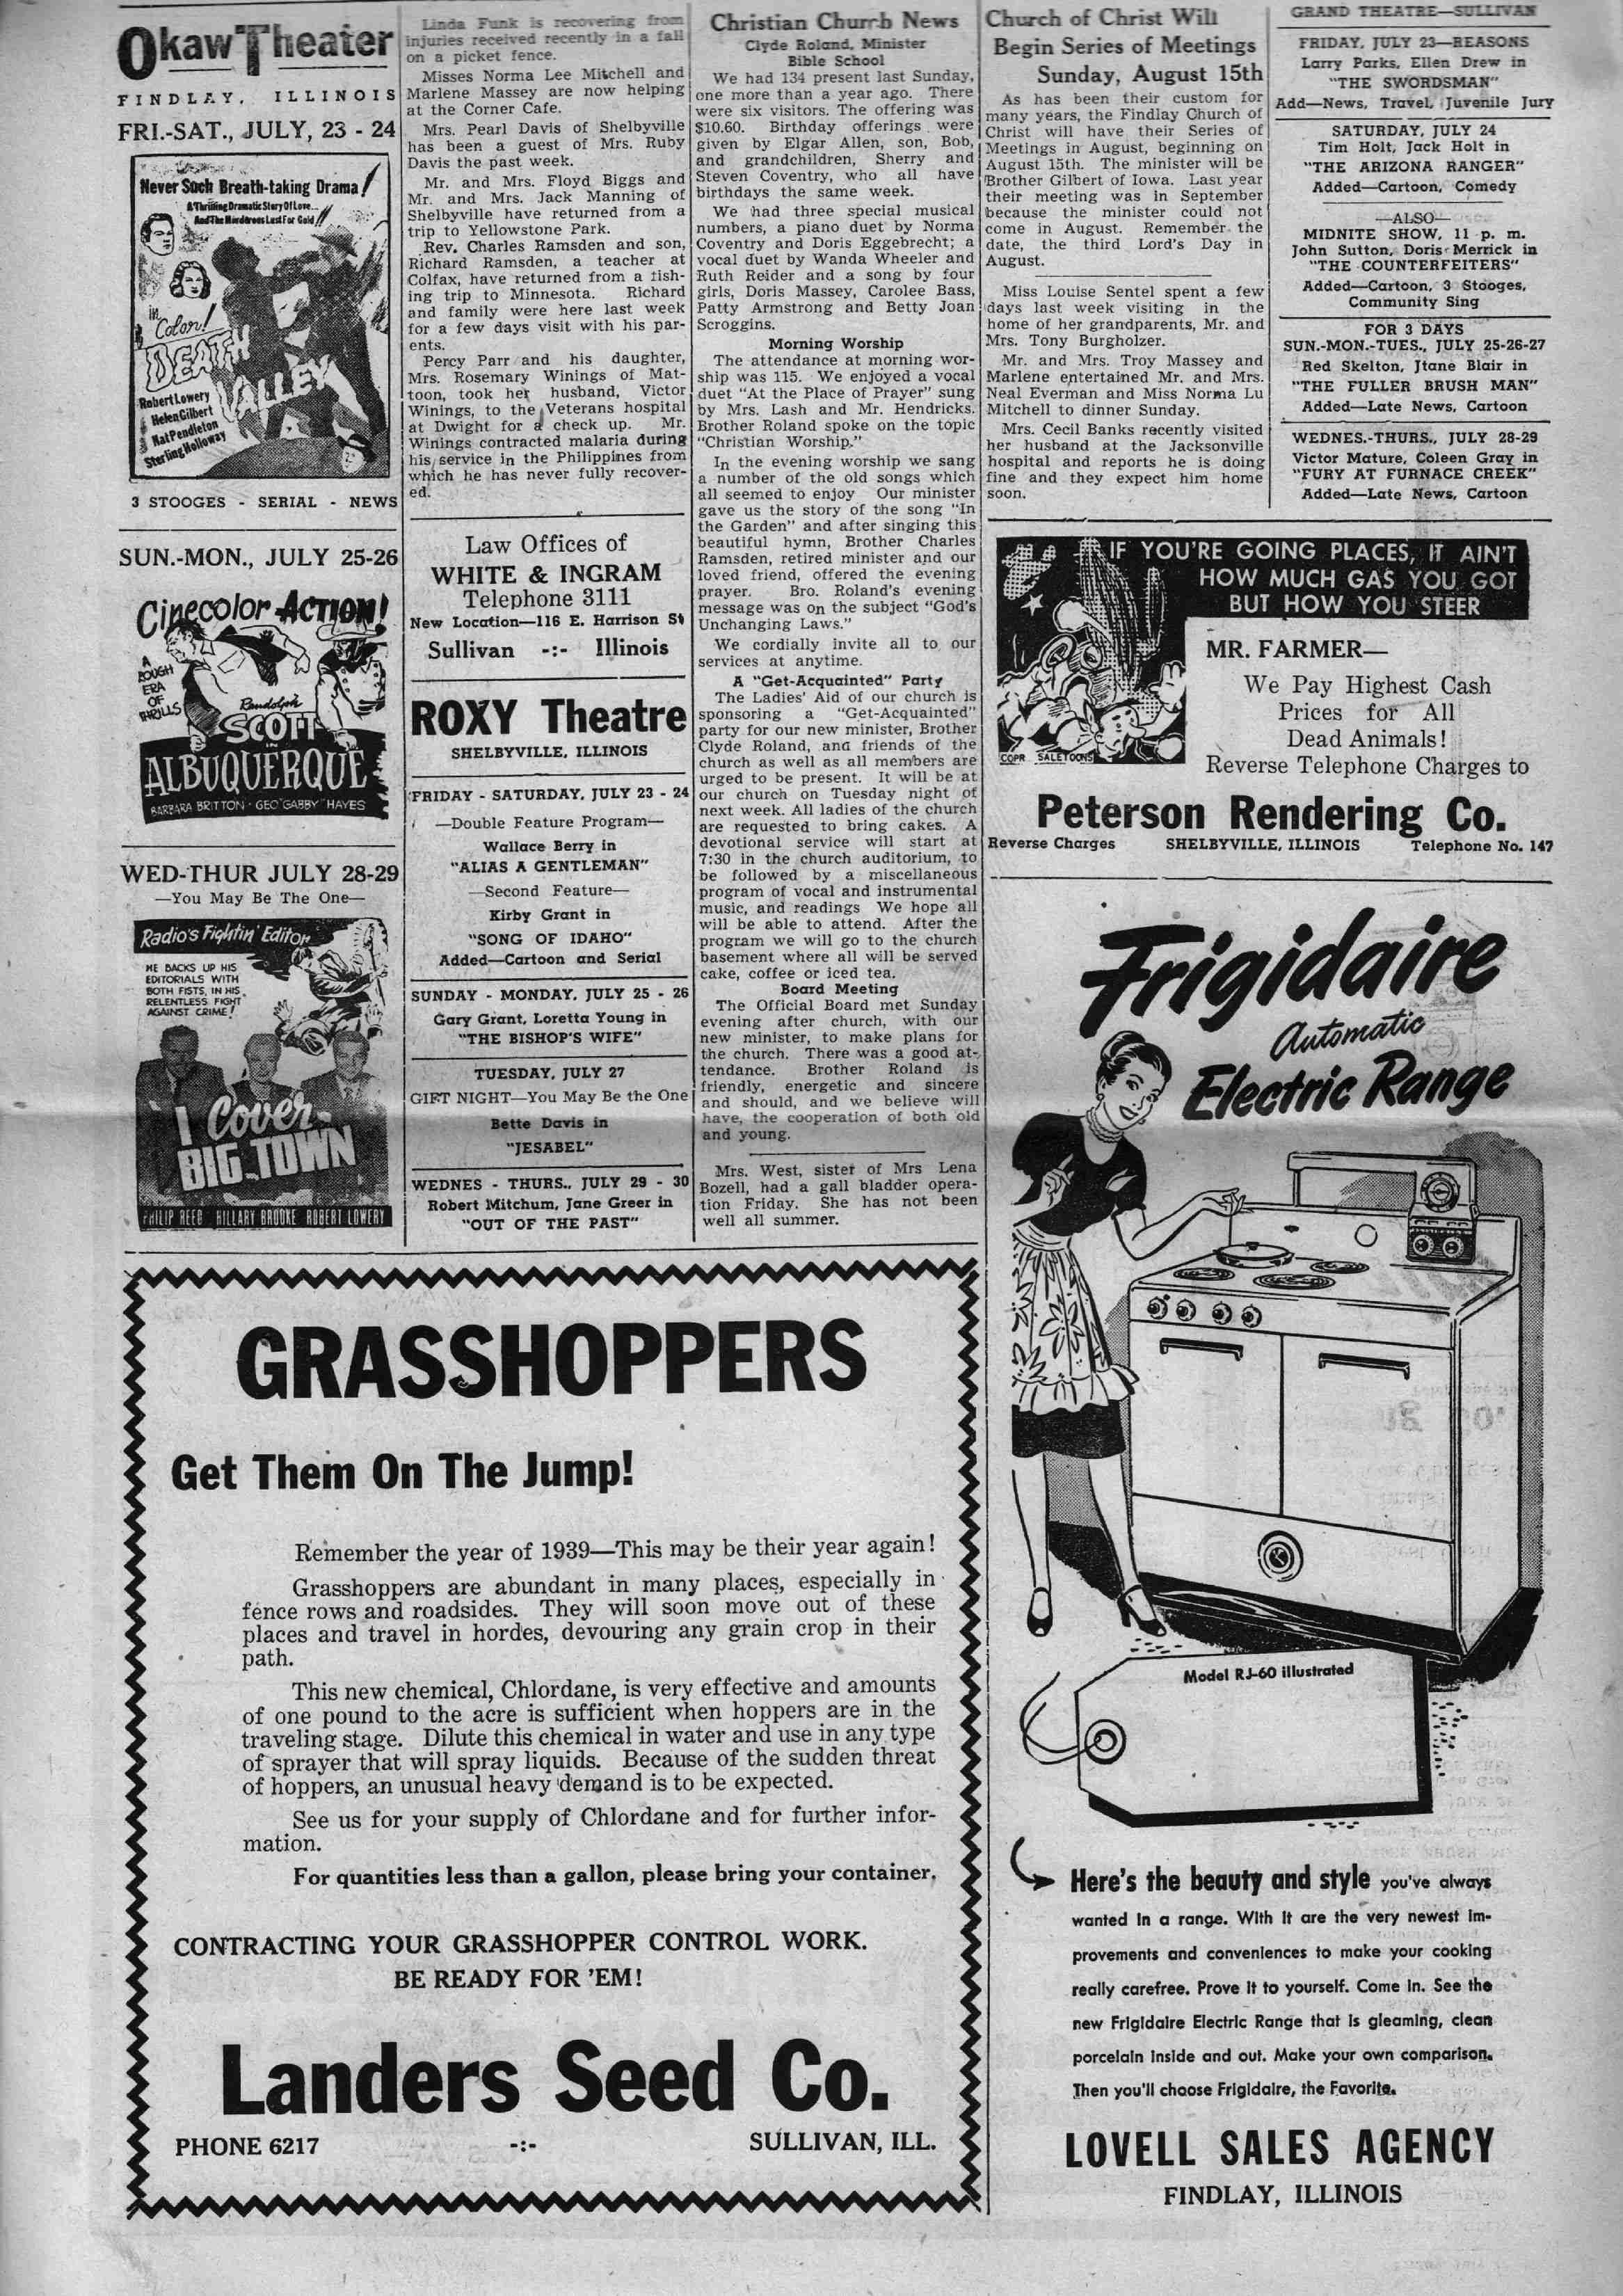 Okaw Theater
FINDLAY, ILLINOIS
FRI.-SAT., JULY, 23 - 24
Never Such Breath-taking Drama!
A Thrilling Dramatic Story Of Love...
And The Murderous Lust For Gold!!
in
Color!
DEATH
VALLEY
Robert Lowery
Helen Gilbert
Nat Pendleton
Sterling Holloway
3 STOOGES - SERIAL - NEWS
SUN.-MON., JULY 25-26
Cinecolor ACTION!
A
ROUGH
ERA
OF
THRILLS
Randolph
SCOTT
IN
ALBUQUERQUE
BARBARA BRITTON · GEO "GABBY" HAYES
WED-THUR JULY 28-29
—You May Be The One—
Radio's Fightin' Editor
HE BACKS UP HIS
EDITORIALS WITH
BOTH FISTS, IN HIS
RELENTLESS FIGHT
AGAINST CRIME!
I Cover
BIG TOWN
PHILIP REED HILLARY BROOKE ROBERT LOWERY
Linda Funk is recovering from
injuries received recently in a fall
on a picket fence.
Misses Norma Lee Mitchell and
Marlene Massey are now helping
at the Corner Cafe.
Mrs. Pearl Davis of Shelbyville
has been a guest of Mrs. Ruby
Davis the past week.
Mr. and Mrs. Floyd Biggs and
Mr. and Mrs. Jack Manning of
Shelbyville have returned from a
trip to Yellowstone Park.
Rev. Charles Ramsden and son,
Richard Ramsden, a teacher at
Colfax, have returned from a fish-
ing trip to Minnesota. Richard
and family were here last week
for a few days visit with his par-
ents.
Percy Parr and his daughter,
Mrs. Rosemary Winings of Mat-
toon, took her husband, Victor
Winings, to the Veterans hospital
at Dwight for a check up. Mr.
Winings contracted malaria during
his service in the Philippines from
which he has never fully recover-
ed.
Law Offices of
WHITE & INGRAM
Telephone 3111
New Location—116 E. Harrison St
Sullivan -:- Illinois
ROXY Theatre
SHELBYVILLE, ILLINOIS
FRIDAY - SATURDAY, JULY 23 - 24
—Double Feature Program—
Wallace Berry in
"ALIAS A GENTLEMAN"
—Second Feature—
Kirby Grant in
"SONG OF IDAHO"
Added—Cartoon and Serial
SUNDAY - MONDAY, JULY 25 - 26
Gary Grant, Loretta Young in
"THE BISHOP'S WIFE"
TUESDAY, JULY 27
GIFT NIGHT—You May Be the One
Bette Davis in
"JESABEL"
WEDNES - THURS., JULY 29 - 30
Robert Mitchum, Jane Greer in
"OUT OF THE PAST"
Christian Church News
Clyde Roland, Minister
Bible School
We had 134 present last Sunday,
one more than a year ago. There
were six visitors. The offering was
$10.60. Birthday offerings were
given by Elgar Allen, son, Bob,
and grandchildren, Sherry and
Steven Coventry, who all have
birthdays the same week.
We had three special musical
numbers, a piano duet by Norma
Coventry and Doris Eggebrecht; a
vocal duet by Wanda Wheeler and
Ruth Reider and a song by four
girls, Doris Massey, Carolee Bass,
Patty Armstrong and Betty Joan
Scroggins.
Morning Worship
The attendance at morning wor-
ship was 115. We enjoyed a vocal
duet "At the Place of Prayer" sung
by Mrs. Lash and Mr. Hendricks.
Brother Roland spoke on the topic
"Christian Worship."
In the evening worship we sang
a number of the old songs which
all seemed to enjoy Our minister
gave us the story of the song "In
the Garden" and after singing this
beautiful hymn, Brother Charles
Ramsden, retired minister and our
loved friend, offered the evening
prayer. Bro. Roland's evening
message was on the subject "God's
Unchanging Laws."
We cordially invite all to our
services at anytime.
A "Get-Acquainted" Party
The Ladies' Aid of our church is
sponsoring a "Get-Acquainted"
party for our new minister, Brother
Clyde Roland, and friends of the
church as well as all members are
urged to be present. It will be at
our church on Tuesday night of
next week. All ladies of the church
are requested to bring cakes. A
devotional service will start at
7:30 in the church auditorium, to
be followed by a miscellaneous
program of vocal and instrumental
music, and readings We hope all
will be able to attend. After the
program we will go to the church
basement where all will be served
cake, coffee or iced tea.
Board Meeting
The Official Board met Sunday
evening after church, with our
new minister, to make plans for
the church. There was a good at-
tendance. Brother Roland is
friendly, energetic and sincere
and should, and we believe will
have, the cooperation of both old
and young.
Mrs. West, sister of Mrs Lena
Bozell, had a gall bladder opera-
tion Friday. She has not been
well all summer.
Church of Christ Will
Begin Series of Meetings
Sunday, August 15th
As has been their custom for
many years, the Findlay Church of
Christ will have their Series of
Meetings in August, beginning on
August 15th. The minister will be
Brother Gilbert of Iowa. Last year
their meeting was in September
because the minister could not
come in August. Remember the
date, the third Lord's Day in
August.
Miss Louise Sentel spent a few
days last week visiting in the
home of her grandparents, Mr. and
Mrs. Tony Burgholzer.
Mr. and Mrs. Troy Massey and
Marlene entertained Mr. and Mrs.
Neal Everman and Miss Norma Lu
Mitchell to dinner Sunday.
Mrs. Cecil Banks recently visited
her husband at the Jacksonville
hospital and reports he is doing
fine and they expect him home
soon.
GRAND THEATRE—SULLIVAN
FRIDAY, JULY 23—REASONS
Larry Parks, Ellen Drew in
"THE SWORDSMAN"
Add—News, Travel, Juvenile Jury
SATURDAY, JULY 24
Tim Holt, Jack Holt in
"THE ARIZONA RANGER"
Added—Cartoon, Comedy
—ALSO—
MIDNITE SHOW, 11 p. m.
John Sutton, Doris Merrick in
"THE COUNTERFEITERS"
Added—Cartoon, 3 Stooges,
Community Sing
FOR 3 DAYS
SUN.-MON.-TUES., JULY 25-26-27
Red Skelton, Jtane Blair in
"THE FULLER BRUSH MAN"
Added—Late News, Cartoon
WEDNES.-THURS., JULY 28-29
Victor Mature, Coleen Gray in
"FURY AT FURNACE CREEK"
Added—Late News, Cartoon
IF YOU'RE GOING PLACES, IT AIN'T
HOW MUCH GAS YOU GOT
BUT HOW YOU STEER
COPR SALETOONS
MR. FARMER—
We Pay Highest Cash
Prices for All
Dead Animals!
Reverse Telephone Charges to
Peterson Rendering Co.
Reverse Charges SHELBYVILLE, ILLINOIS Telephone No. 147
GRASSHOPPERS
Get Them On The Jump!
Remember the year of 1939—This may be their year again!
Grasshoppers are abundant in many places, especially in
fence rows and roadsides. They will soon move out of these
places and travel in hordes, devouring any grain crop in their
path.
This new chemical, Chlordane, is very effective and amounts
of one pound to the acre is sufficient when hoppers are in the
traveling stage. Dilute this chemical in water and use in any type
of sprayer that will spray liquids. Because of the sudden threat
of hoppers, an unusual heavy demand is to be expected.
See us for your supply of Chlordane and for further infor-
mation.
For quantities less than a gallon, please bring your container.
CONTRACTING YOUR GRASSHOPPER CONTROL WORK.
BE READY FOR 'EM!
Landers Seed Co.
PHONE 6217 -:- SULLIVAN, ILL.
Frigidaire
Automatic
Electric Range
Model RJ-60 illustrated
Here's the beauty and style you've always
wanted in a range. With it are the very newest im-
provements and conveniences to make your cooking
really carefree. Prove it to yourself. Come in. See the
new Frigidaire Electric Range that is gleaming, clean
porcelain inside and out. Make your own comparison.
Then you'll choose Frigidaire, the Favorite.
LOVELL SALES AGENCY
FINDLAY, ILLINOIS